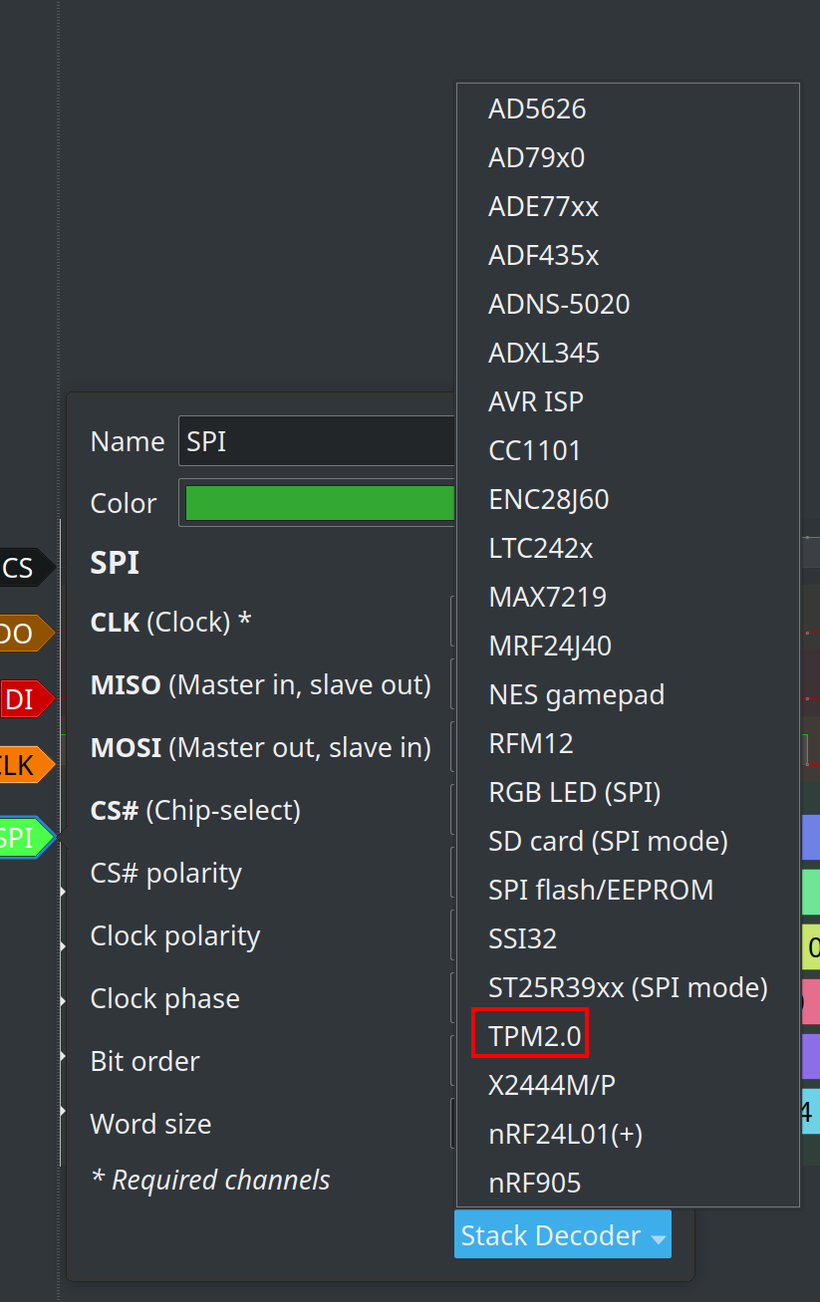 AD5626
AD79x0
ADE77xx
ADF435x
ADNS-5020
ADXL345
AVR ISP
CC1101
ENC28J60
LTC242x
MAX7219
MRF24J40
NES gamepad
RFM12
RGB LED (SPI)
SD card (SPI mode)
SPI flash/EEPROM
SSI32
ST25R39xx (SPI mode)
TPM2.0
X2444M/P
nRF24L01(+)
nRF905
Stack Decoder
Name SPI
Color
SPI
CLK (Clock) *
MISO (Master in, slave out)
MOSI (Master out, slave in)
CS# (Chip-select)
CS# polarity
Clock polarity
Clock phase
Bit order
Word size
* Required channels
CS
DO
DI
CLK
SPI
0
4